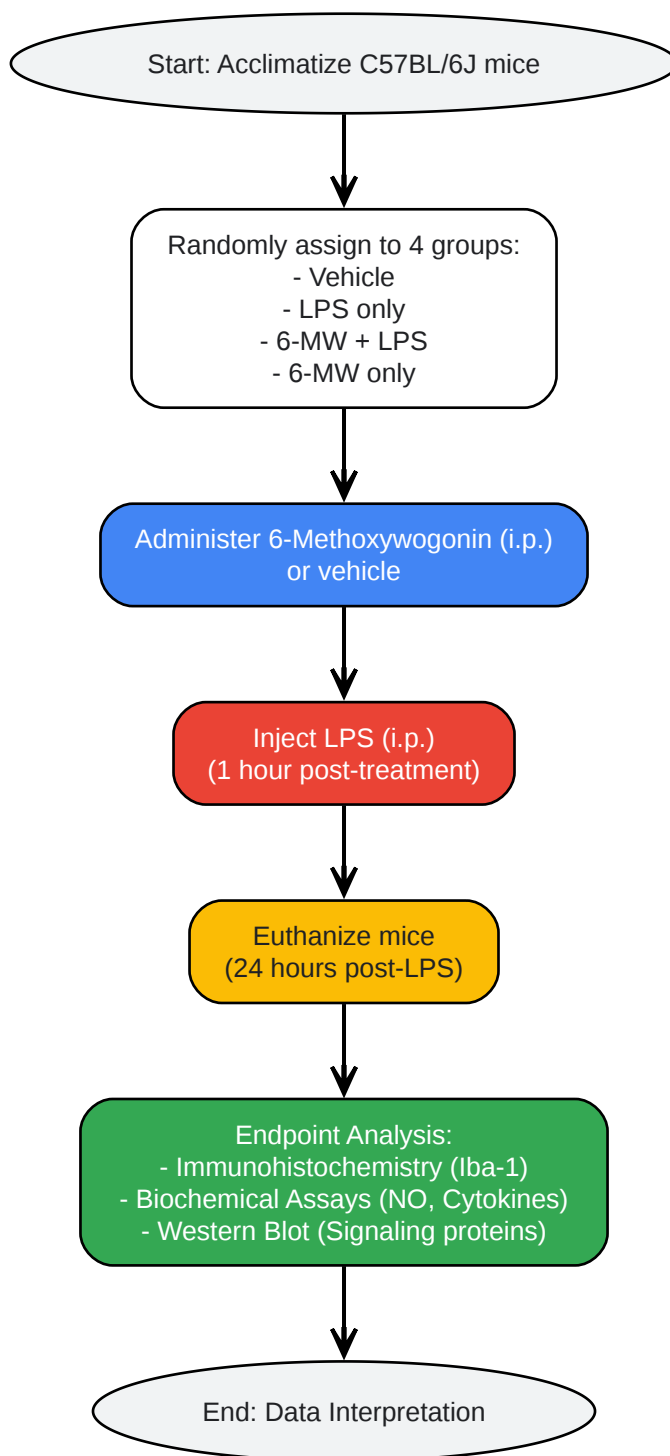 Start: Acclimatize C57BL/6J mice
Randomly assign to 4 groups:
- Vehicle
- LPS only
- 6-MW + LPS
- 6-MW only
Administer 6-Methoxywogonin (i.p.)
or vehicle
Inject LPS (i.p.)
(1 hour post-treatment)
Euthanize mice
(24 hours post-LPS)
Endpoint Analysis:
- Immunohistochemistry (Iba-1)
- Biochemical Assays (NO, Cytokines)
- Western Blot (Signaling proteins)
End: Data Interpretation